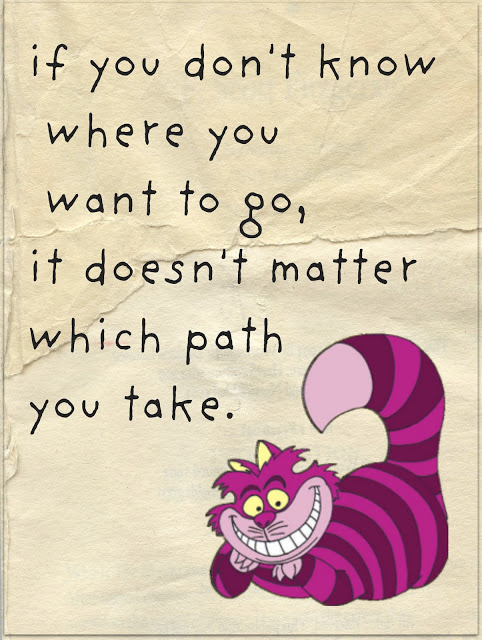 if you don't know
where you
want to go,
it doesn't matter
which path
you take.